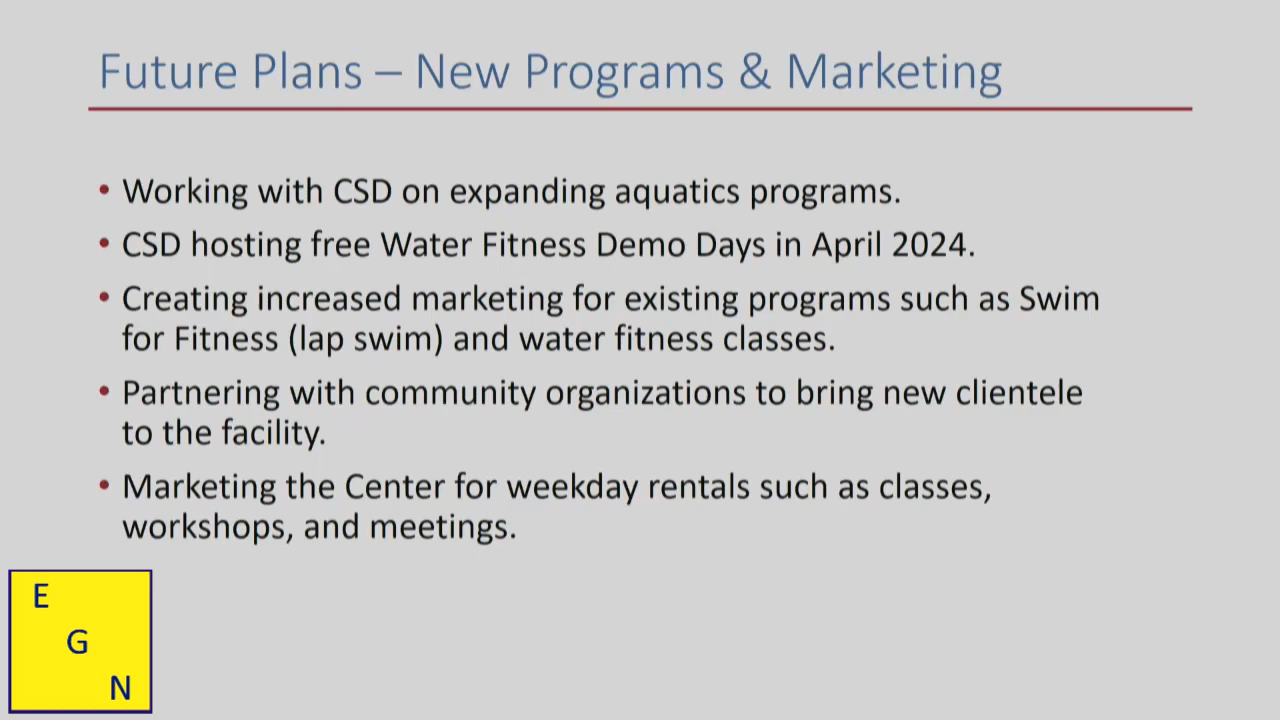 Future Plans – New Programs & Marketing
• Working with CSD on expanding aquatics programs.
• CSD hosting free Water Fitness Demo Days in April 2024.
• Creating increased marketing for existing programs such as Swim
for Fitness (lap swim) and water fitness classes.
• Partnering with community organizations to bring new clientele
to the facility.
• Marketing the Center for weekday rentals such as classes,
workshops, and meetings.
E
G
N